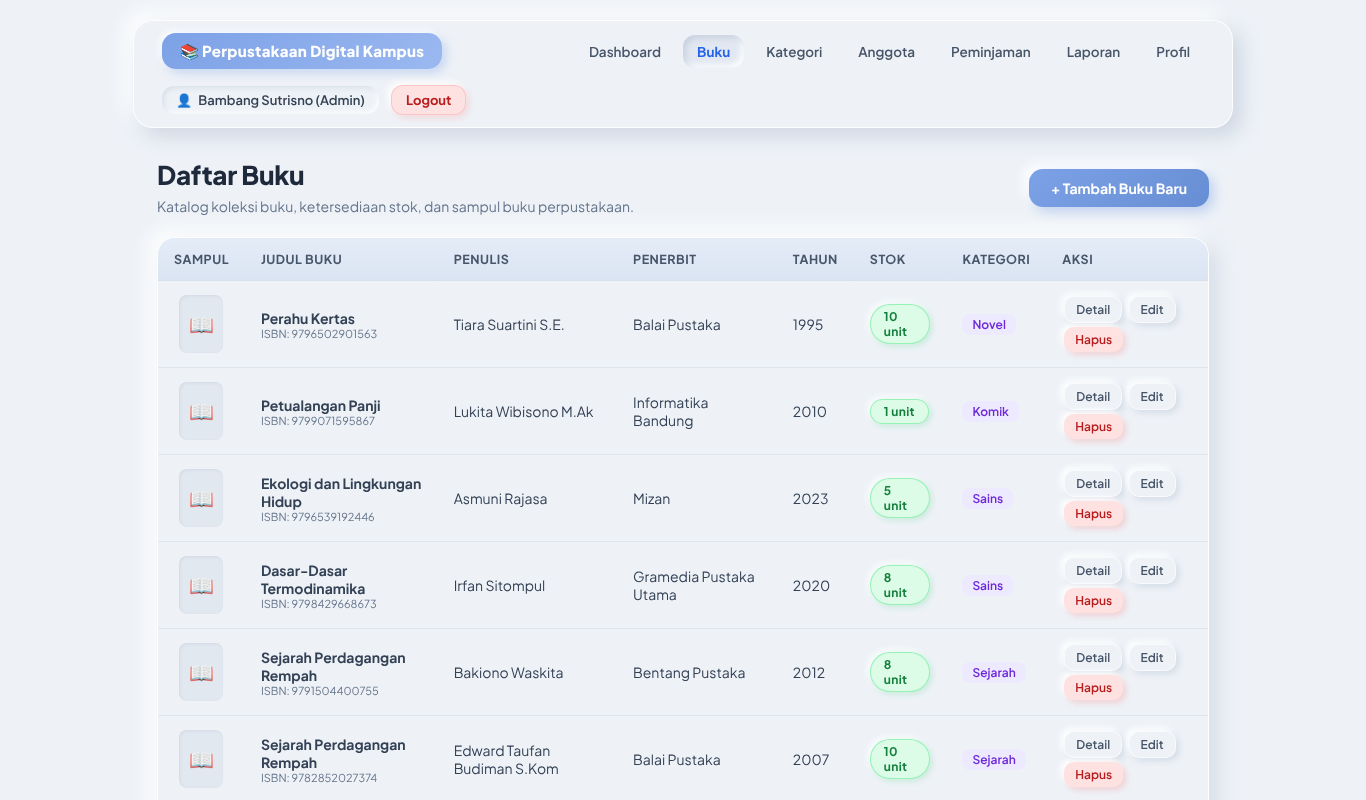 📚 Perpustakaan Digital Kampus
Dashboard Buku Kategori Anggota Peminjaman Laporan Profil
👤 Bambang Sutrisno (Admin) Logout
Daftar Buku
Katalog koleksi buku, ketersediaan stok, dan sampul buku perpustakaan.
+ Tambah Buku Baru
SAMPUL JUDUL BUKU PENULIS PENERBIT TAHUN STOK KATEGORI AKSI
Perahu Kertas
ISBN: 9796502901563
Tiara Suartini S.E.
Balai Pustaka
1995
10
unit
Novel
Detail Edit
Hapus
Petualangan Panji
ISBN: 9799071595867
Lukita Wibisono M.Ak
Informatika
Bandung
2010
1 unit
Komik
Detail Edit
Hapus
Ekologi dan Lingkungan
Hidup
ISBN: 9796539192446
Asmuni Rajasa
Mizan
2023
5
unit
Sains
Detail Edit
Hapus
Dasar-Dasar
Termodinamika
ISBN: 9798429668673
Irfan Sitompul
Gramedia Pustaka
Utama
2020
8
unit
Sains
Detail Edit
Hapus
Sejarah Perdagangan
Rempah
ISBN: 9791504400755
Bakiono Waskita
Bentang Pustaka
2012
8
unit
Sejarah
Detail Edit
Hapus
Sejarah Perdagangan
Rempah
ISBN: 9782852027374
Edward Taufan
Budiman S.Kom
Balai Pustaka
2007
10
unit
Sejarah
Detail Edit
Hapus